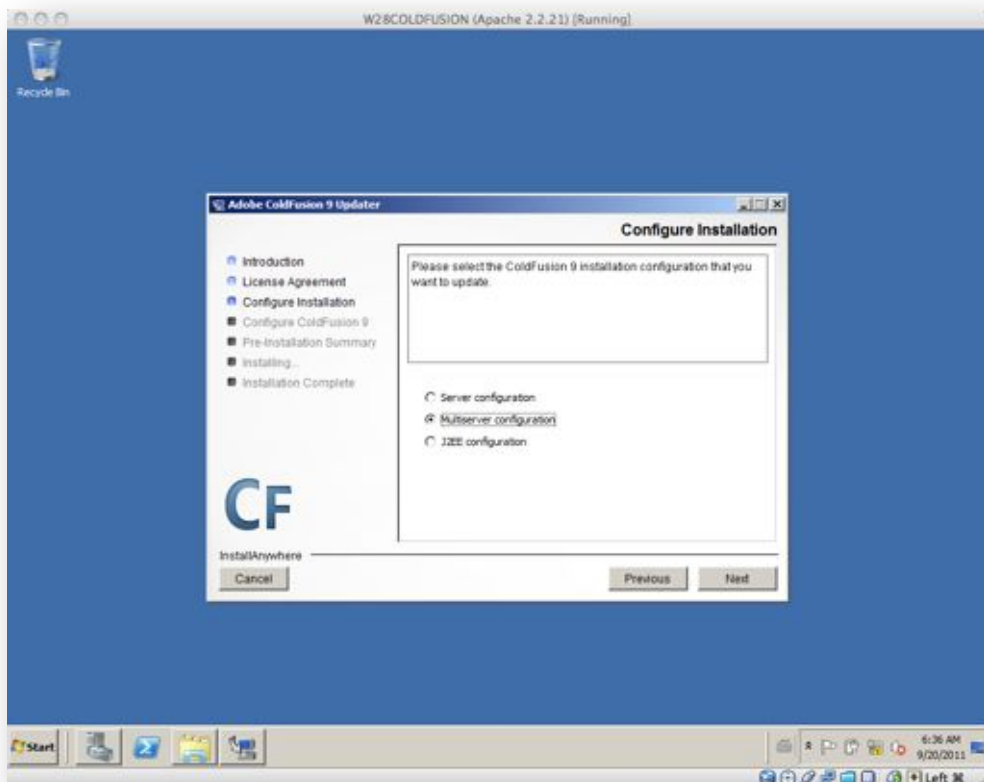 W28COLDFUSION (Apache 2.2.21) [Running]
Recycle Bin
Adobe ColdFusion 9 Updater
Configure Installation
Introduction
License Agreement
Configure Installation
Configure ColdFusion 9
Pre-Installation Summary
Installing...
Installation Complete
Please select the ColdFusion 9 installation configuration that you
want to update.
Server configuration
Multiserver configuration
J2EE configuration
CF
InstallAnywhere
Cancel
Previous
Next
Start
6:36 AM
9/20/2011
Left ⌘